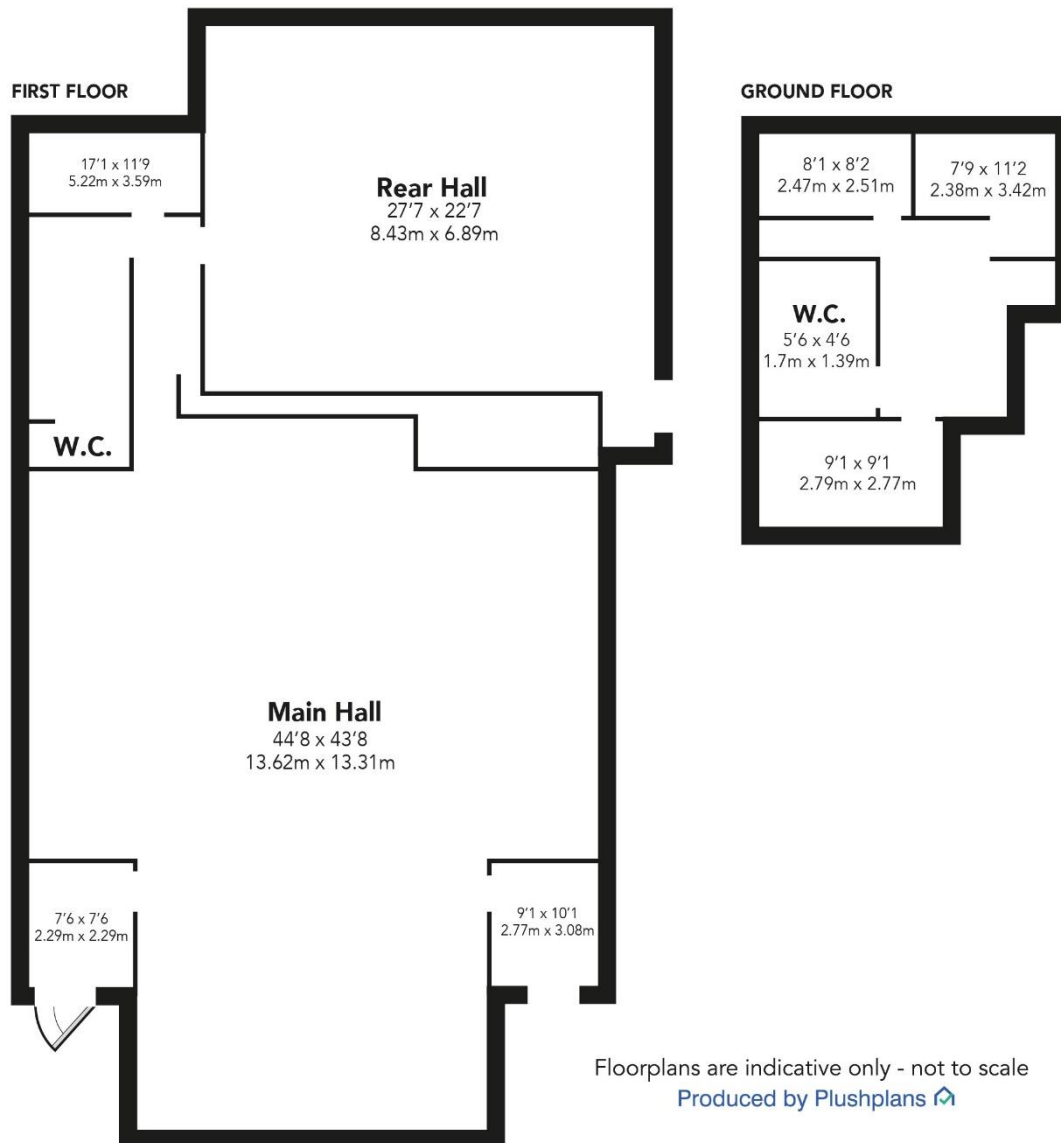 FIRST FLOOR
17'1 x 11'9
5.22m x 3.59m
Rear Hall
27'7 x 22'7
8.43m x 6.89m
W.C.
Main Hall
44'8 x 43'8
13.62m x 13.31m
7'6 x 7'6
2.29m x 2.29m
9'1 x 10'1
2.77m x 3.08m
GROUND FLOOR
8'1 x 8'2
2.47m x 2.51m
7'9 x 11'2
2.38m x 3.42m
W.C.
5'6 x 4'6
1.7m x 1.39m
9'1 x 9'1
2.79m x 2.77m
Floorplans are indicative only - not to scale
Produced by Plushplans